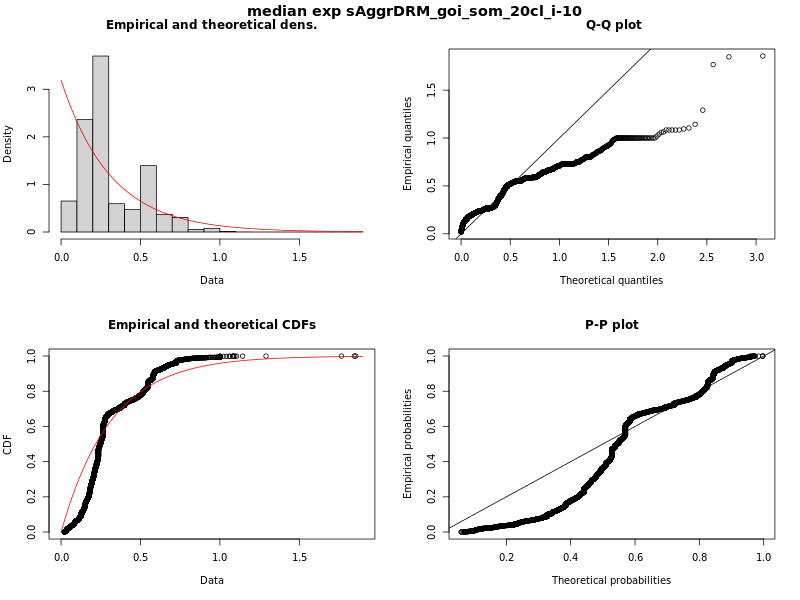 median exp sAggrDRM_goi_som_20cl_i-10
Empirical and theoretical dens.
Density
0 1 2 3
0.0 0.5 1.0 1.5
Data
Q-Q plot
Empirical quantiles
0.0 0.5 1.0 1.5
0.0 0.5 1.0 1.5 2.0 2.5 3.0
Theoretical quantiles
Empirical and theoretical CDFs
CDF
0.0 0.2 0.4 0.6 0.8 1.0
0.0 0.5 1.0 1.5
Data
P-P plot
Empirical probabilities
0.0 0.2 0.4 0.6 0.8 1.0
0.2 0.4 0.6 0.8 1.0
Theoretical probabilities